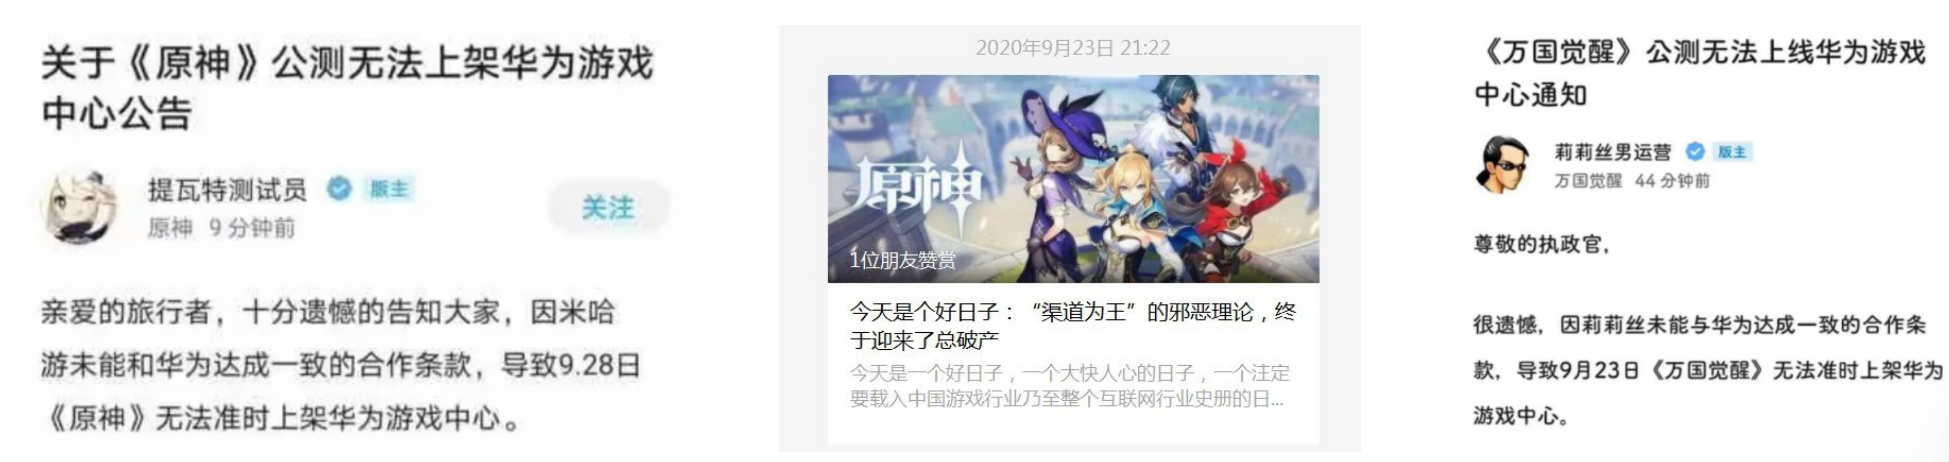 关于《原神》公测无法上架华为游戏
中心公告
提瓦特测试员 版主
原神 9分钟前
关注
亲爱的旅行者，十分遗憾的告知大家，因米哈
游未能和华为达成一致的合作条款，导致9.28日
《原神》无法准时上架华为游戏中心。
2020年9月23日 21:22
原神
1位朋友赞赏
今天是个好日子：“渠道为王”的邪恶理论，终
于迎来了总破产
今天是一个好日子，一个大快人心的日子，一个注定
要载入中国游戏行业乃至整个互联网行业史册的日...
《万国觉醒》公测无法上线华为游戏
中心通知
莉莉丝男运营 版主
万国觉醒 44分钟前
尊敬的执政官，
很遗憾，因莉莉丝未能与华为达成一致的合作条
款，导致9月23日《万国觉醒》无法准时上架华为
游戏中心。